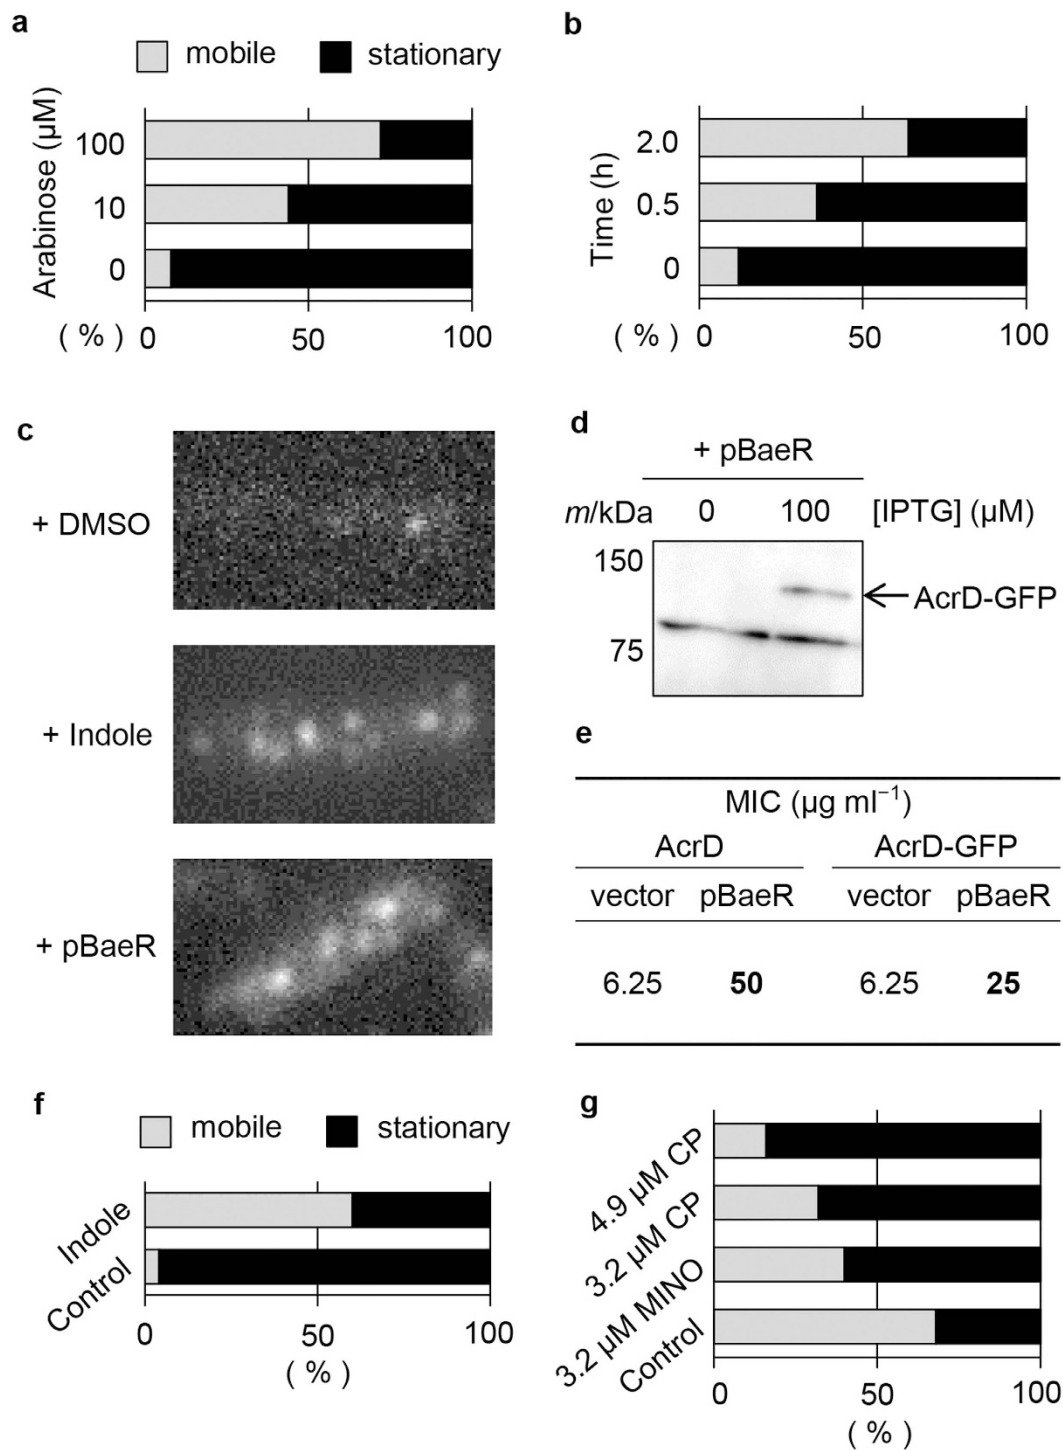 a
mobile stationary
Arabinose (µM)
100
10
0
( % ) 0 50 100
b
Time (h)
2.0
0.5
0
( % ) 0 50 100
c
+ DMSO
+ Indole
+ pBaeR
d
+ pBaeR
m/kDa 0 100 [IPTG] (µM)
150
AcrD-GFP
75
e
MIC (µg ml⁻¹)
AcrD AcrD-GFP
vector pBaeR vector pBaeR
6.25 50 6.25 25
f
mobile stationary
Indole
Control
0 50 100
( % )
g
4.9 µM CP
3.2 µM CP
3.2 µM MINO
Control
0 50 100
( % )